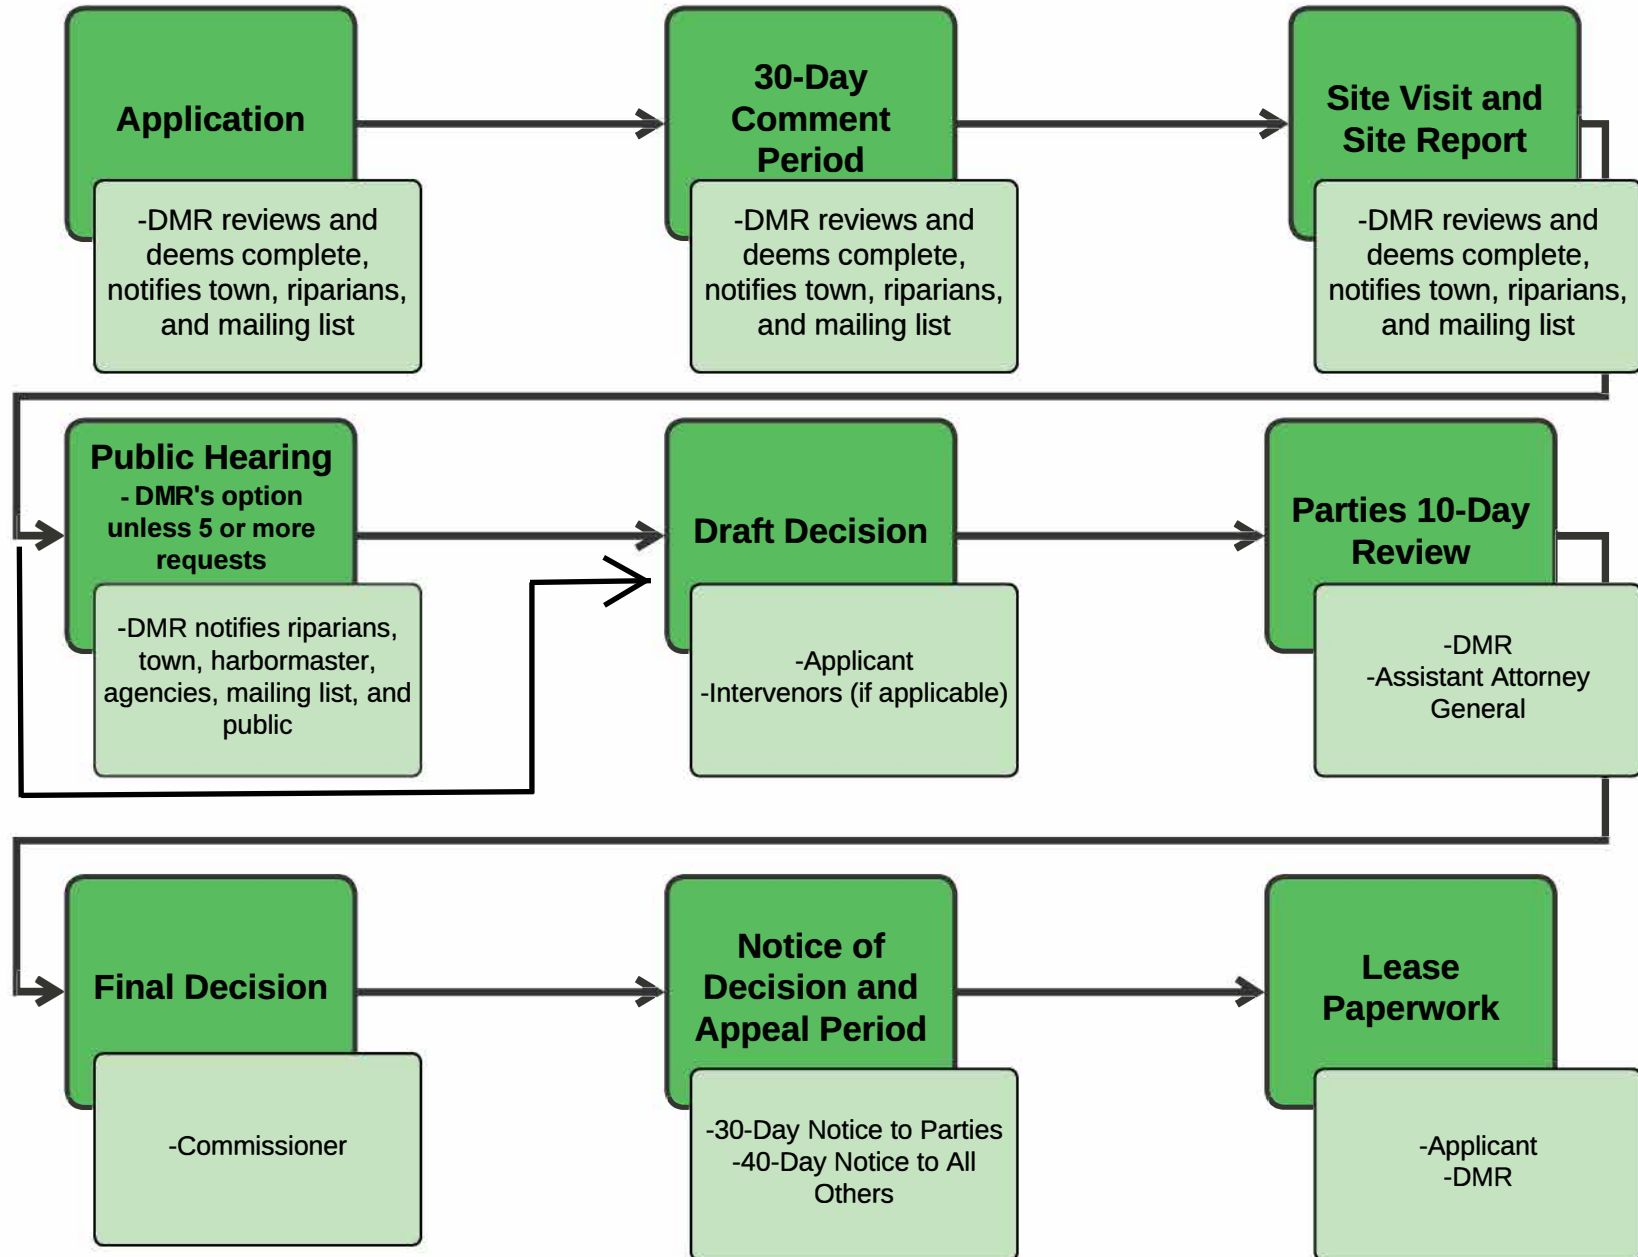 Application
-DMR reviews and
deems complete,
notifies town, riparians,
and mailing list
30-Day
Comment
Period
-DMR reviews and
deems complete,
notifies town, riparians,
and mailing list
Site Visit and
Site Report
-DMR reviews and
deems complete,
notifies town, riparians,
and mailing list
Public Hearing
- DMR's option
unless 5 or more
requests
-DMR notifies riparians,
town, harbormaster,
agencies, mailing list, and
public
Draft Decision
-Applicant
-Intervenors (if applicable)
Parties 10-Day
Review
-DMR
-Assistant Attorney
General
Final Decision
-Commissioner
Notice of
Decision and
Appeal Period
-30-Day Notice to Parties
-40-Day Notice to All
Others
Lease
Paperwork
-Applicant
-DMR